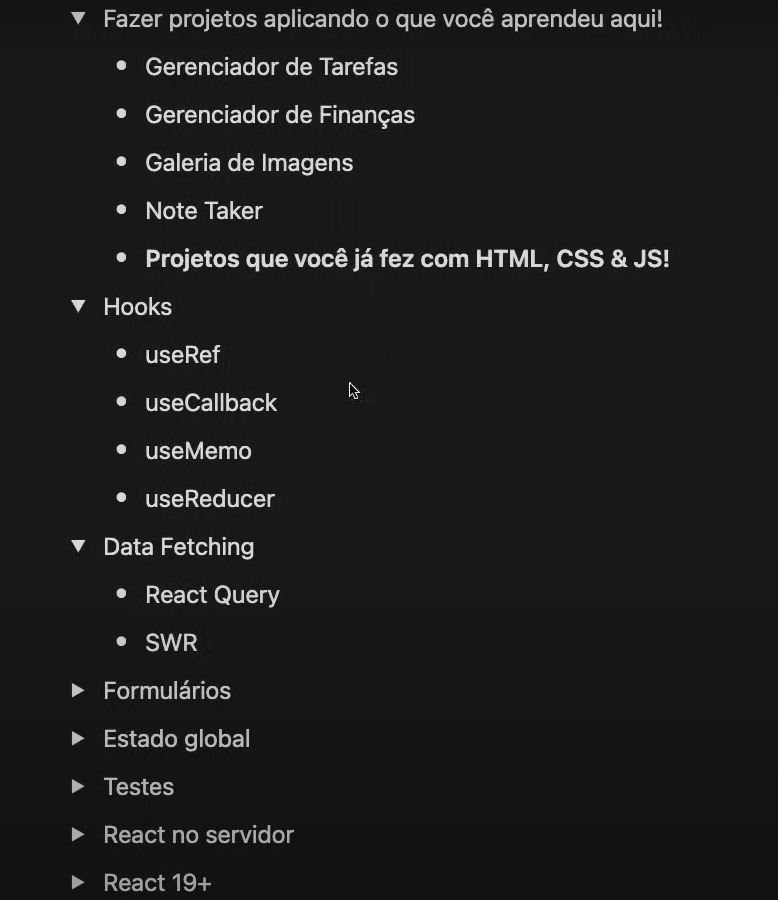 Fazer projetos aplicando o que você aprendeu aqui!
Gerenciador de Tarefas
Gerenciador de Finanças
Galeria de Imagens
Note Taker
Projetos que você já fez com HTML, CSS & JS!
Hooks
useRef
useCallback
useMemo
useReducer
Data Fetching
React Query
SWR
Formulários
Estado global
Testes
React no servidor
React 19+